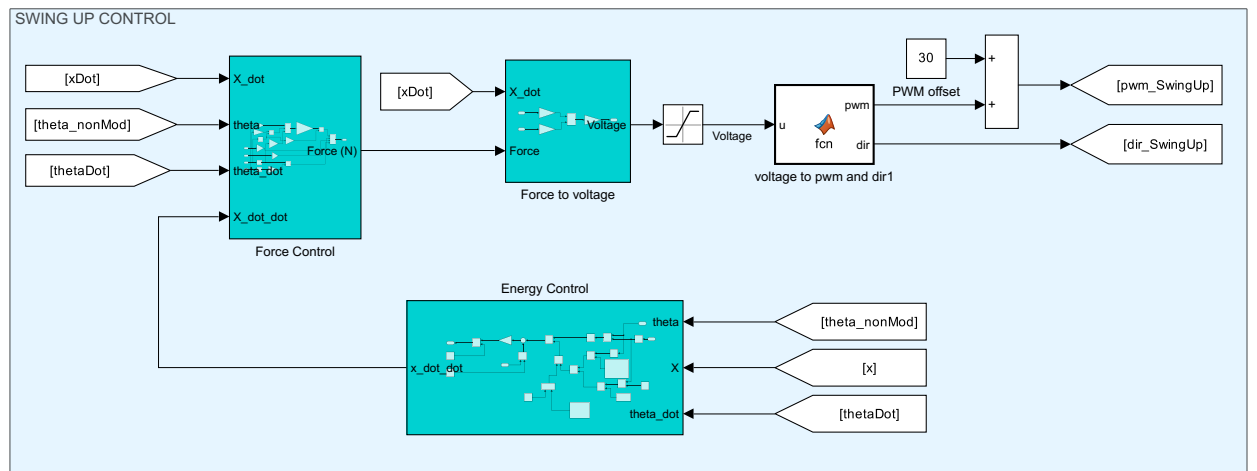 SWING UP CONTROL
[xDot]
[theta_nonMod]
[thetaDot]
X_dot
theta
theta_dot
X_dot_dot
Force (N)
Force Control
[xDot]
X_dot
Force
Voltage
Force to voltage
Voltage
u
fcn
pwm
dir
voltage to pwm and dir1
30
PWM offset
+
+
[pwm_SwingUp]
[dir_SwingUp]
Energy Control
x_dot_dot
theta
X
theta_dot
[theta_nonMod]
[x]
[thetaDot]